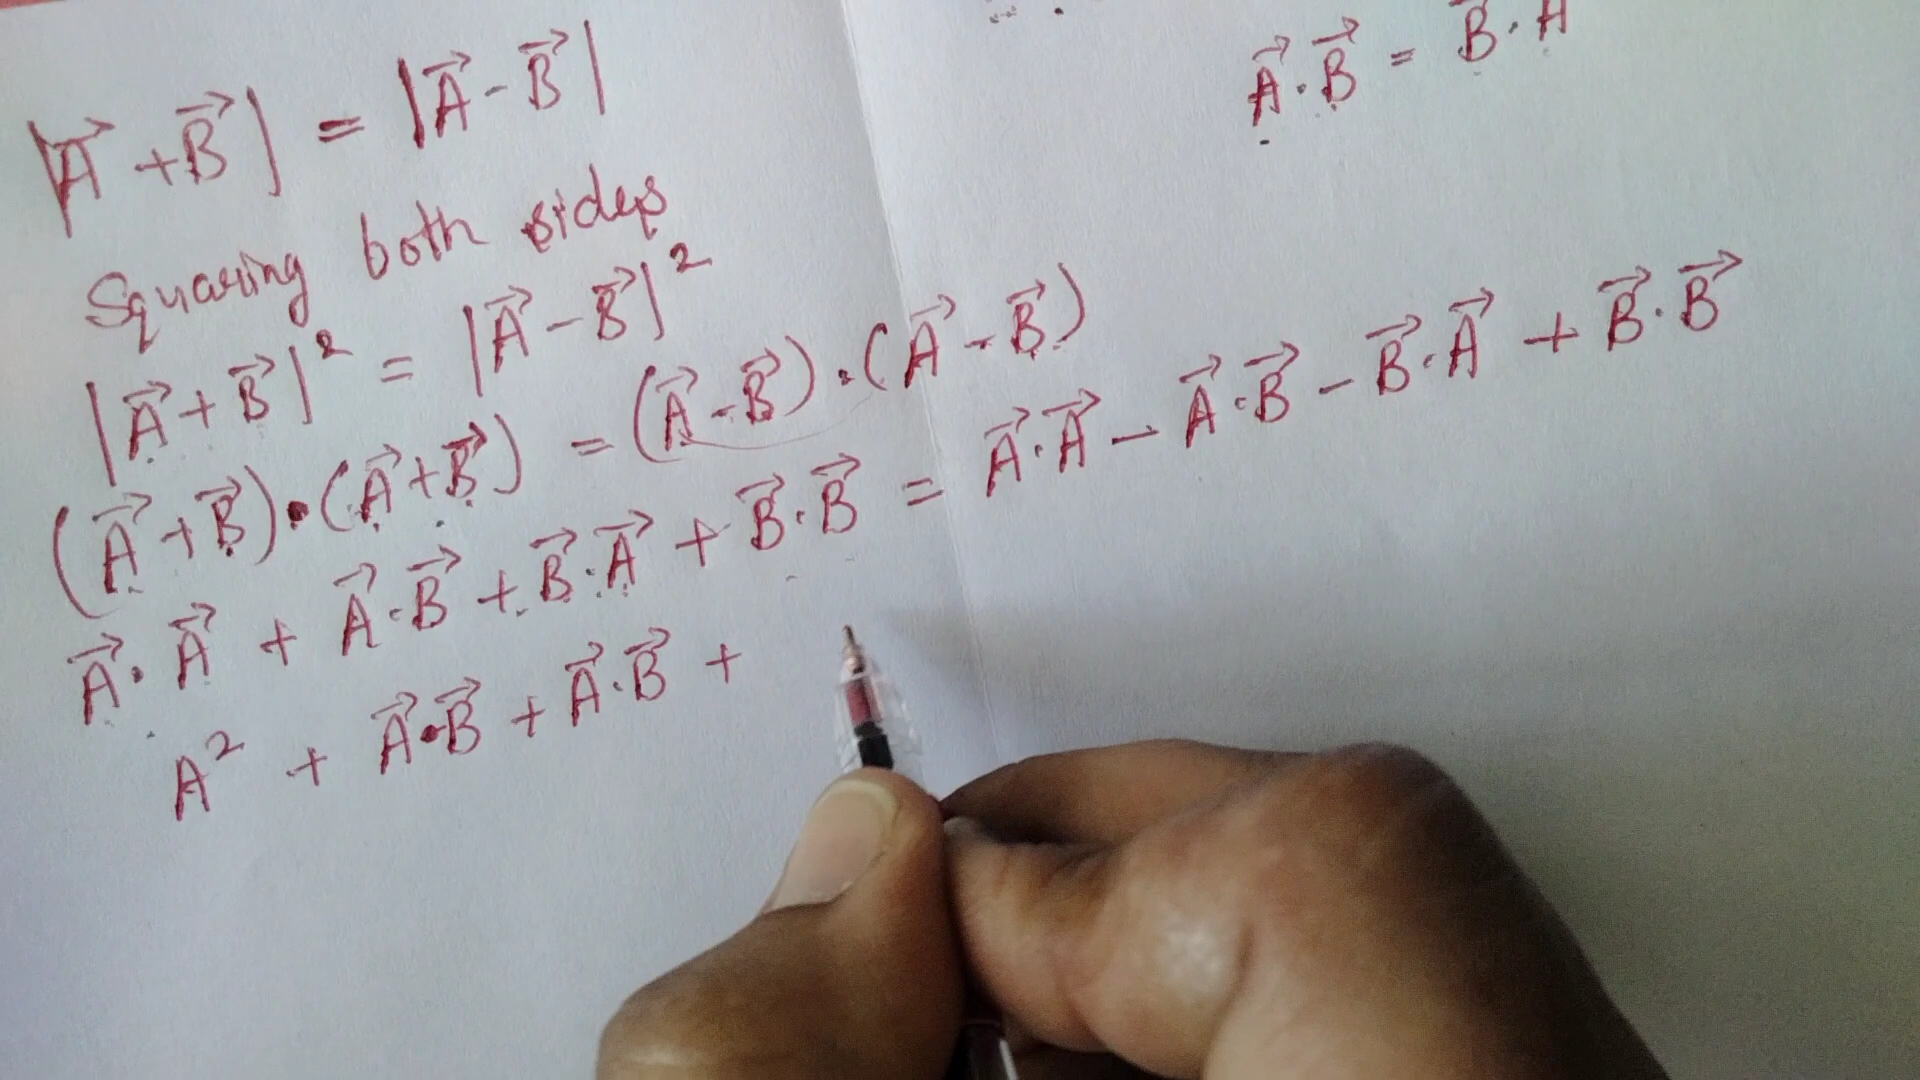 |A⃗ + B⃗| = |A⃗ - B⃗|
A⃗ · B⃗ = B⃗ · A
Squaring both sides
|A⃗ + B⃗|² = |A⃗ - B⃗|²
(A⃗ + B⃗) · (A⃗ + B⃗) = (A⃗ - B⃗) · (A⃗ - B⃗)
A⃗ · A⃗ + A⃗ · B⃗ + B⃗ · A⃗ + B⃗ · B⃗ = A⃗ · A⃗ - A⃗ · B⃗ - B⃗ · A⃗ + B⃗ · B⃗
A² + A⃗ · B⃗ + A⃗ · B⃗ +